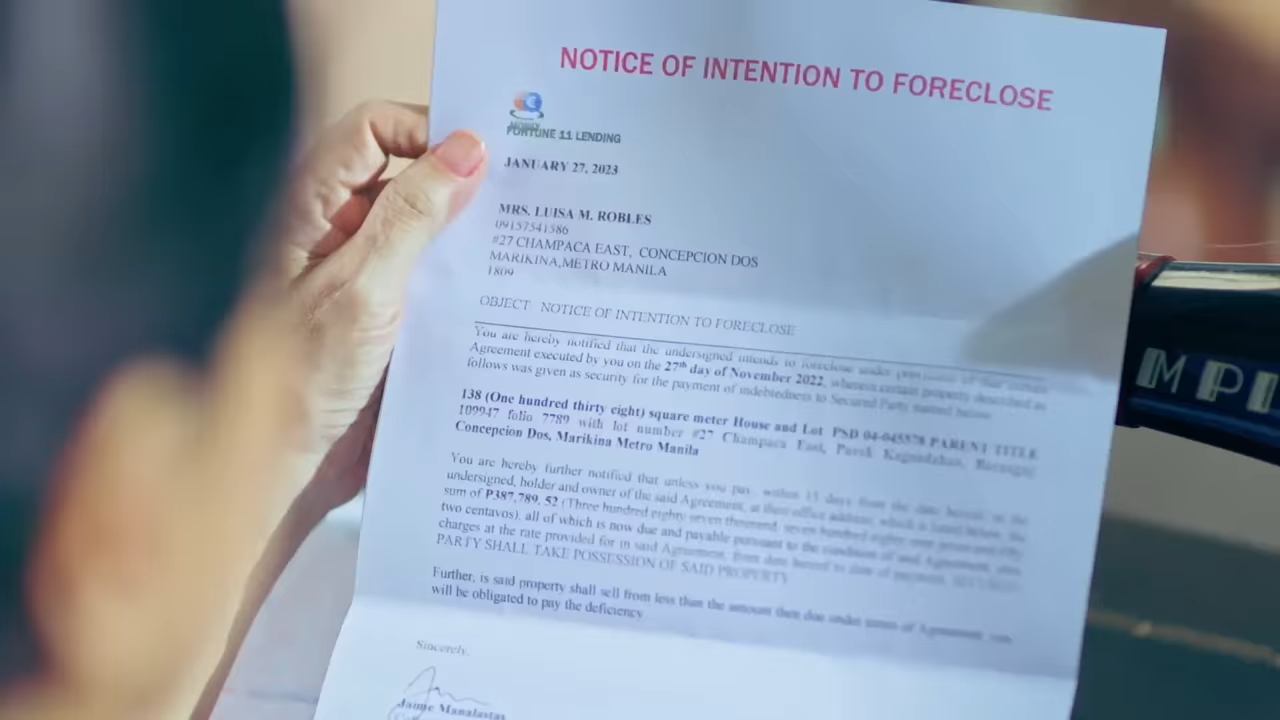 NOTICE OF INTENTION TO FORECLOSE
FORTUNE 11 LENDING
JANUARY 27, 2023
MRS. LUISA M. ROBLES
09157541586
#27 CHAMPACA EAST, CONCEPCION DOS
MARIKINA,METRO MANILA
1809
OBJECT NOTICE OF INTENTION TO FORECLOSE
You are hereby notified that the undersigned intends to foreclose under provisions of that certain
Agreement executed by you on the 27th day of November 2022, wherein certain property described as
follows was given as security for the payment of indebtedness to Secured Party named below:
138 (One hundred thirty eight) square meter House and Lot PSD PARENT TITLE
109947 folio 7789 with lot number #27 Champaca East, Barangay
Concepcion Dos, Marikina Metro Manila
You are hereby further notified that unless you pay, within 15 days from the date hereof, to the
undersigned, holder and owner of the said Agreement, at their office address, which is listed below, the
sum of P387,789, 52 (Three hundred eighty seven thousand, seven hundred eighty nine
two centavos), all of which is now due and payable pursuant to the condition of said Agreement,
charges at the rate provided for in said Agreement, from date hereof to date of payment,
PARTY SHALL TAKE POSSESSION OF SAID PROPERTY
Further, is said property shall sell from less than the amount then due under terms of Agreement, you
will be obligated to pay the deficiency
Sincerely,
Jaime Manalastas
MPI